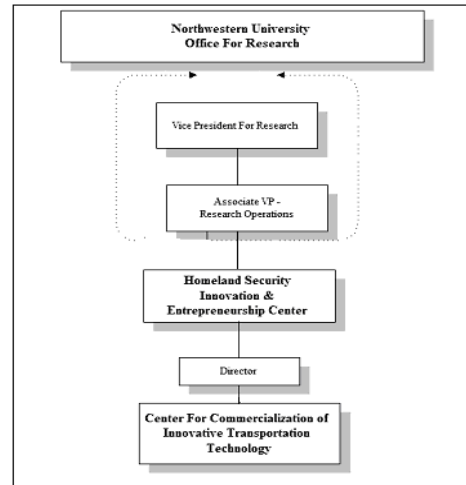 Northwestern University
Office For Research
Vice President For Research
Associate VP -
Research Operations
Homeland Security
Innovation &
Entrepreneurship Center
Director
Center For Commercialization of
Innovative Transportation
Technology